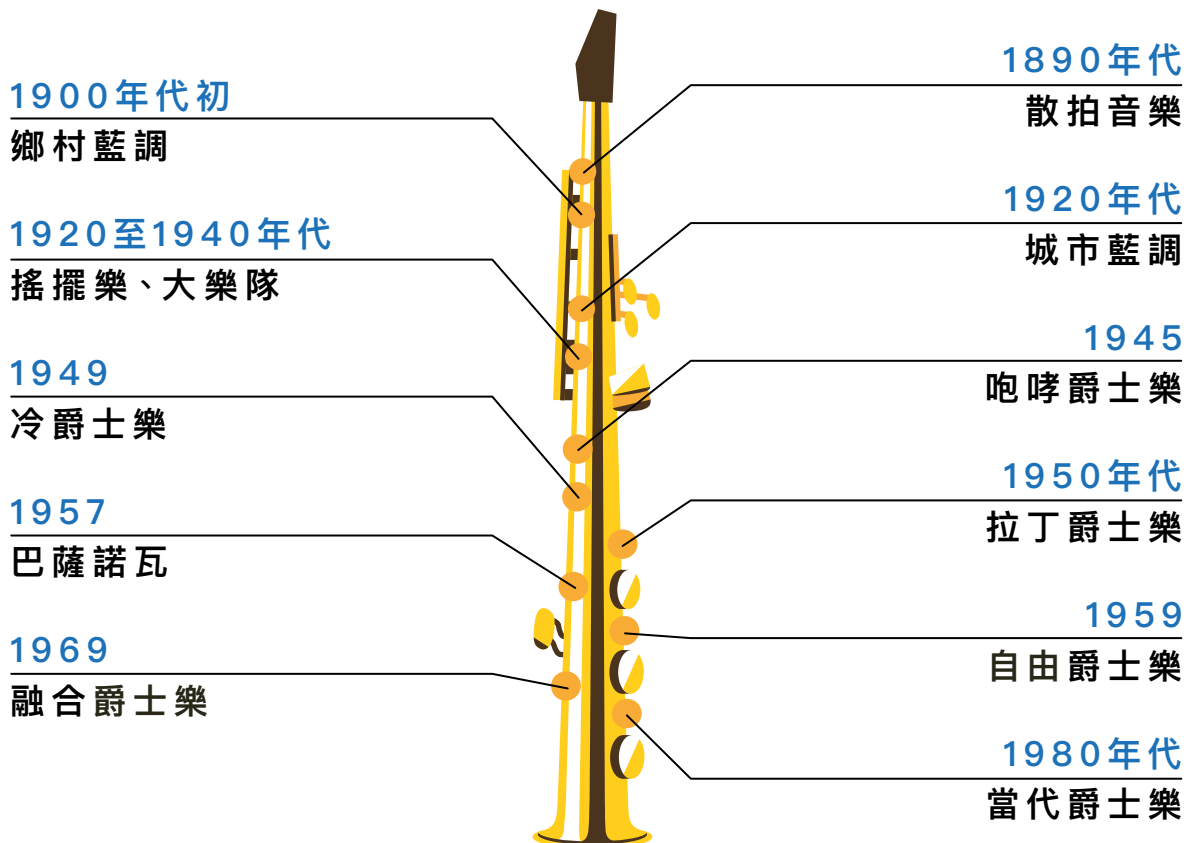 1900年代初
鄉村藍調
1920至1940年代
搖擺樂、大樂隊
1949
冷爵士樂
1957
巴薩諾瓦
1969
融合爵士樂
1890年代
散拍音樂
1920年代
城市藍調
1945
咆哮爵士樂
1950年代
拉丁爵士樂
1959
自由爵士樂
1980年代
當代爵士樂